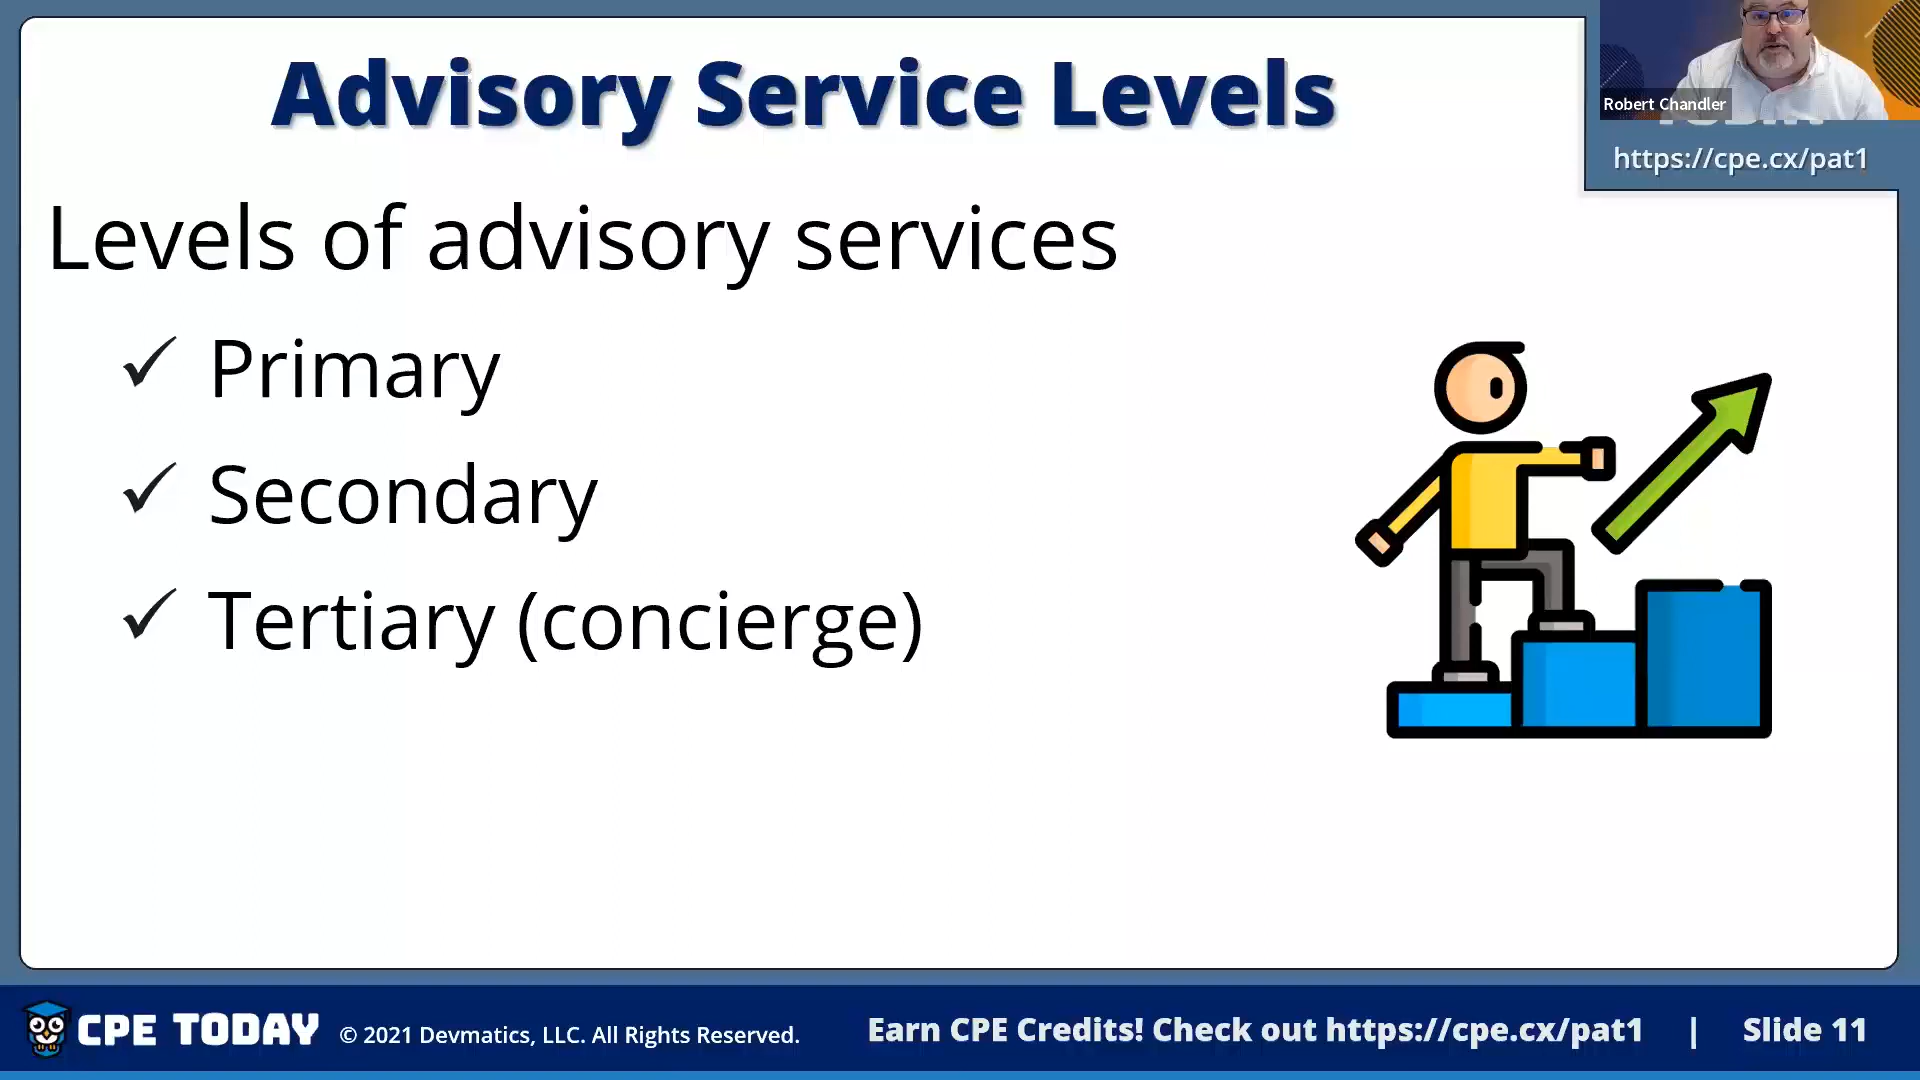 Advisory Service Levels
Robert Chandler
https://cpe.cx/pat1
Levels of advisory services
✓ Primary
✓ Secondary
✓ Tertiary (concierge)
CPE TODAY
© 2021 Devmatics, LLC. All Rights Reserved.
Earn CPE Credits! Check out https://cpe.cx/pat1 | Slide 11